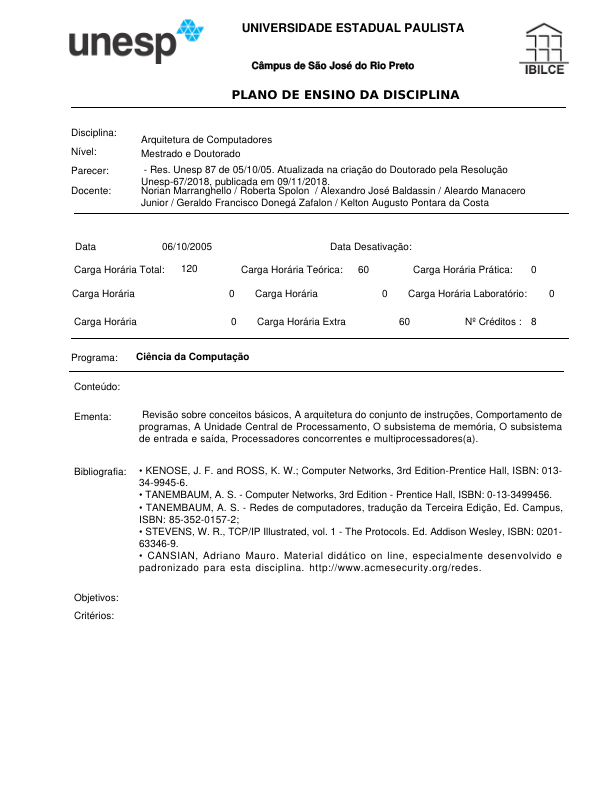 unesp
UNIVERSIDADE ESTADUAL PAULISTA
Câmpus de São José do Rio Preto
IBILCE
PLANO DE ENSINO DA DISCIPLINA
Disciplina: Arquitetura de Computadores
Nível: Mestrado e Doutorado
Parecer: - Res. Unesp 87 de 05/10/05. Atualizada na criação do Doutorado pela Resolução
Unesp-67/2018, publicada em 09/11/2018.
Docente: Norian Marranghello / Roberta Spolon / Alexandro José Baldassin / Aleardo Manacero
Junior / Geraldo Francisco Donegá Zafalon / Kelton Augusto Pontara da Costa
Data 06/10/2005 Data Desativação:
Carga Horária Total: 120 Carga Horária Teórica: 60 Carga Horária Prática: 0
Carga Horária 0 Carga Horária 0 Carga Horária Laboratório: 0
Carga Horária 0 Carga Horária Extra 60 Nº Créditos : 8
Programa: Ciência da Computação
Conteúdo:
Ementa: Revisão sobre conceitos básicos, A arquitetura do conjunto de instruções, Comportamento de
programas, A Unidade Central de Processamento, O subsistema de memória, O subsistema
de entrada e saída, Processadores concorrentes e multiprocessadores(a).
Bibliografia: • KENOSE, J. F. and ROSS, K. W.; Computer Networks, 3rd Edition-Prentice Hall, ISBN: 013-
34-9945-6.
• TANEMBAUM, A. S. - Computer Networks, 3rd Edition - Prentice Hall, ISBN: 0-13-3499456.
• TANEMBAUM, A. S. - Redes de computadores, tradução da Terceira Edição, Ed. Campus,
ISBN: 85-352-0157-2;
• STEVENS, W. R., TCP/IP Illustrated, vol. 1 - The Protocols. Ed. Addison Wesley, ISBN: 0201-
63346-9.
• CANSIAN, Adriano Mauro. Material didático on line, especialmente desenvolvido e
padronizado para esta disciplina. http://www.acmesecurity.org/redes.
Objetivos:
Critérios: